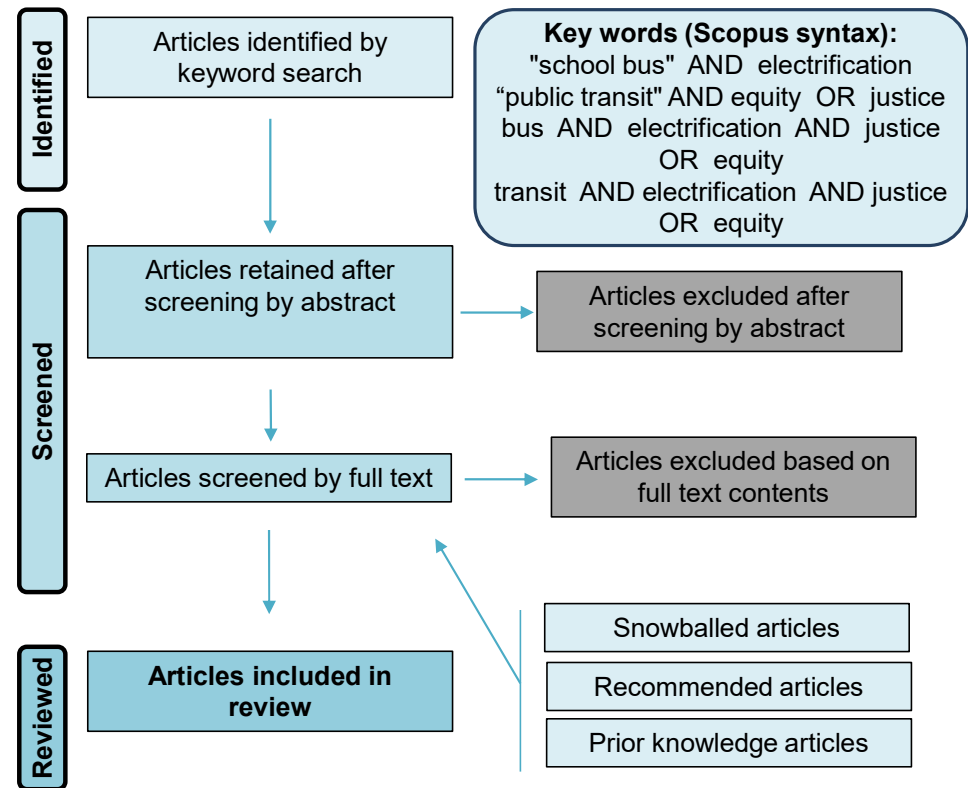 Identified
Articles identified by
keyword search
Key words (Scopus syntax):
"school bus" AND electrification
“public transit" AND equity OR justice
bus AND electrification AND justice
OR equity
transit AND electrification AND justice
OR equity
Screened
Articles retained after
screening by abstract
Articles excluded after
screening by abstract
Articles screened by full text
Articles excluded based on
full text contents
Reviewed
Articles included in
review
Snowballed articles
Recommended articles
Prior knowledge articles